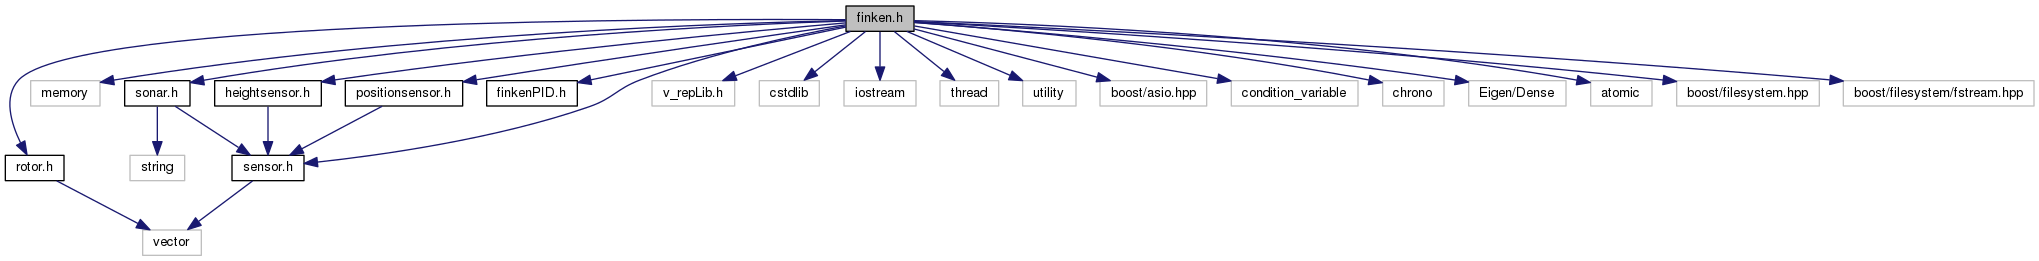 finken.h
memory
sonar.h
heightsensor.h
positionsensor.h
finkenPID.h
v_repLib.h
cstdlib
iostream
thread
utility
boost/asio.hpp
condition_variable
chrono
Eigen/Dense
atomic
boost/filesystem.hpp
boost/filesystem/fstream.hpp
rotor.h
string
sensor.h
vector